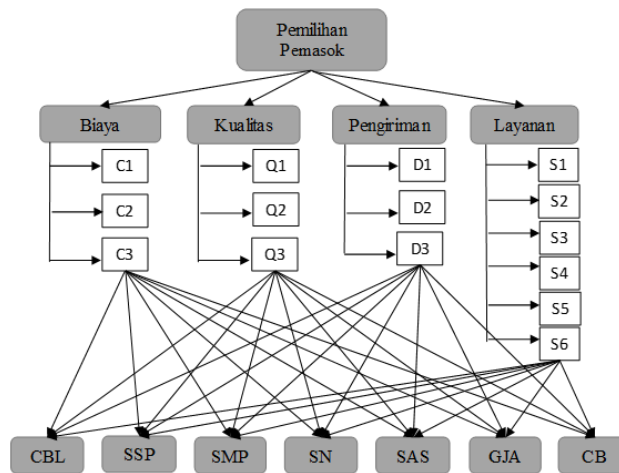 Pemilihan
Pemasok
Biaya
Kualitas
Pengiriman
Layanan
C1
C2
C3
Q1
Q2
Q3
D1
D2
D3
S1
S2
S3
S4
S5
S6
CBL
SSP
SMP
SN
SAS
GJA
CB